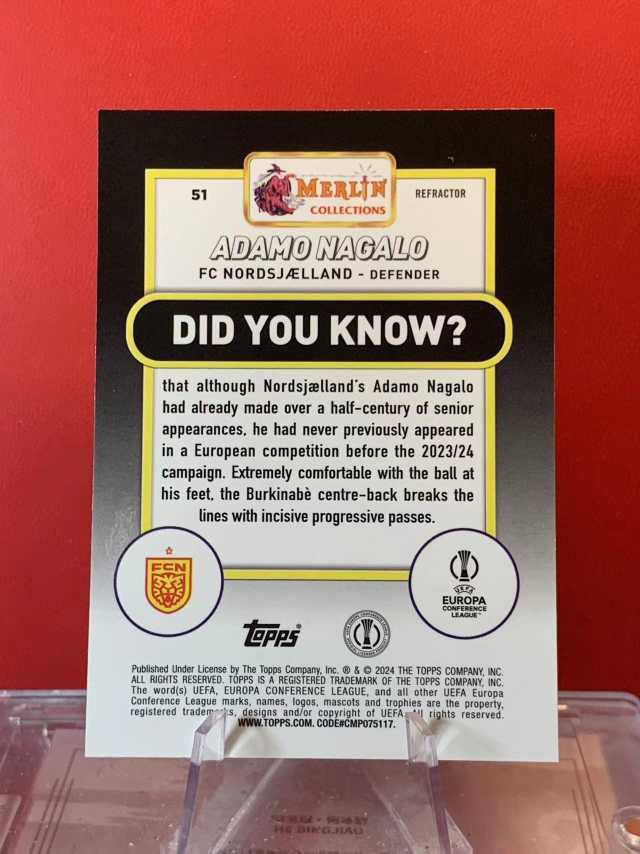 51
MERLIN
COLLECTIONS
REFRACTOR
ADAMO NAGALO
FC NORDSJÆLLAND - DEFENDER
DID YOU KNOW?
that although Nordsjælland's Adamo Nagalo
had already made over a half-century of senior
appearances, he had never previously appeared
in a European competition before the 2023/24
campaign. Extremely comfortable with the ball at
his feet, the Burkinabè centre-back breaks the
lines with incisive progressive passes.
FCN
UEFA
EUROPA
CONFERENCE
LEAGUE™
topps®
Published Under License by The Topps Company, Inc. ® & © 2024 THE TOPPS COMPANY, INC.
ALL RIGHTS RESERVED. TOPPS IS A REGISTERED TRADEMARK OF THE TOPPS COMPANY, INC.
The word(s) UEFA, EUROPA CONFERENCE LEAGUE, and all other UEFA Europa
Conference League marks, names, logos, mascots and trophies are the property,
registered trademarks, designs and/or copyright of UEFA. All rights reserved.
WWW.TOPPS.COM. CODE#CMP075117.